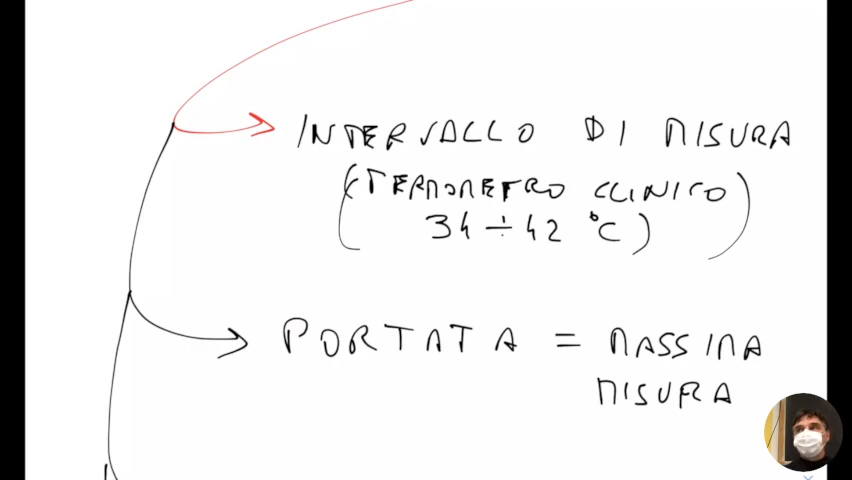 INTERVALLO DI MISURA
(TERMOMETRO CLINICO
34 ÷ 42 °C)
PORTATA = MASSIMA
MISURA